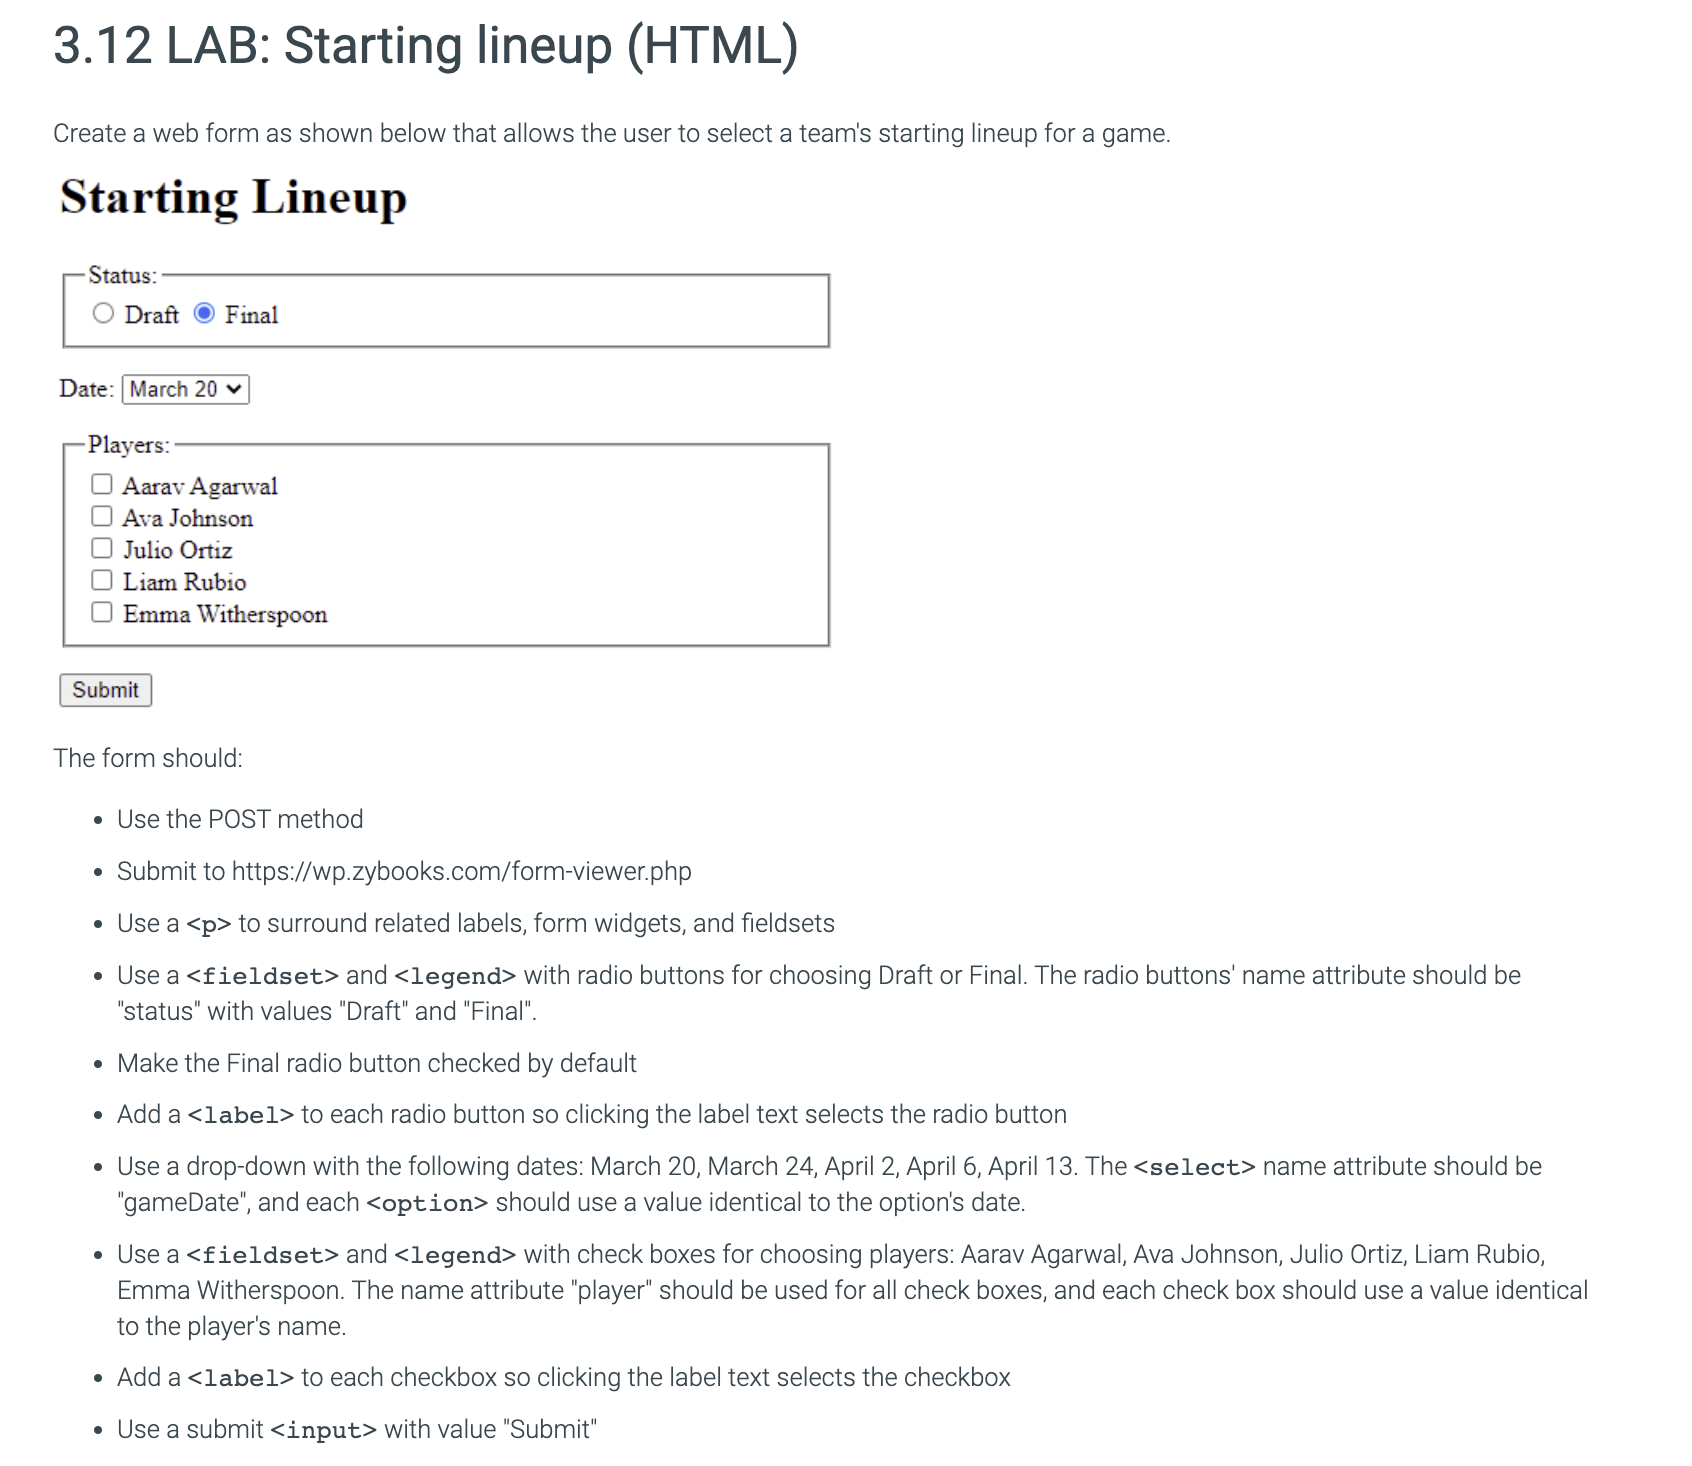 3.12 LAB: Starting lineup (HTML)
Create a web form as shown below that allows the user to select a team's starting lineup for a game.
Starting Lineup
Status:
Draft Final
Date: March 20
Players:
Aarav Agarwal
Ava Johnson
Julio Ortiz
Liam Rubio
Emma Witherspoon
Submit
The form should:
• Use the POST method
• Submit to https://wp.zybooks.com/form-viewer.php
• Use a <p> to surround related labels, form widgets, and fieldsets
• Use a <fieldset> and <legend> with radio buttons for choosing Draft or Final. The radio buttons' name attribute should be
"status" with values "Draft" and "Final".
• Make the Final radio button checked by default
• Add a <label> to each radio button so clicking the label text selects the radio button
• Use a drop-down with the following dates: March 20, March 24, April 2, April 6, April 13. The <select> name attribute should be
"gameDate", and each <option> should use a value identical to the option's date.
• Use a <fieldset> and <legend> with check boxes for choosing players: Aarav Agarwal, Ava Johnson, Julio Ortiz, Liam Rubio,
Emma Witherspoon. The name attribute "player" should be used for all check boxes, and each check box should use a value identical
to the player's name.
• Add a <label> to each checkbox so clicking the label text selects the checkbox
• Use a submit <input> with value "Submit"